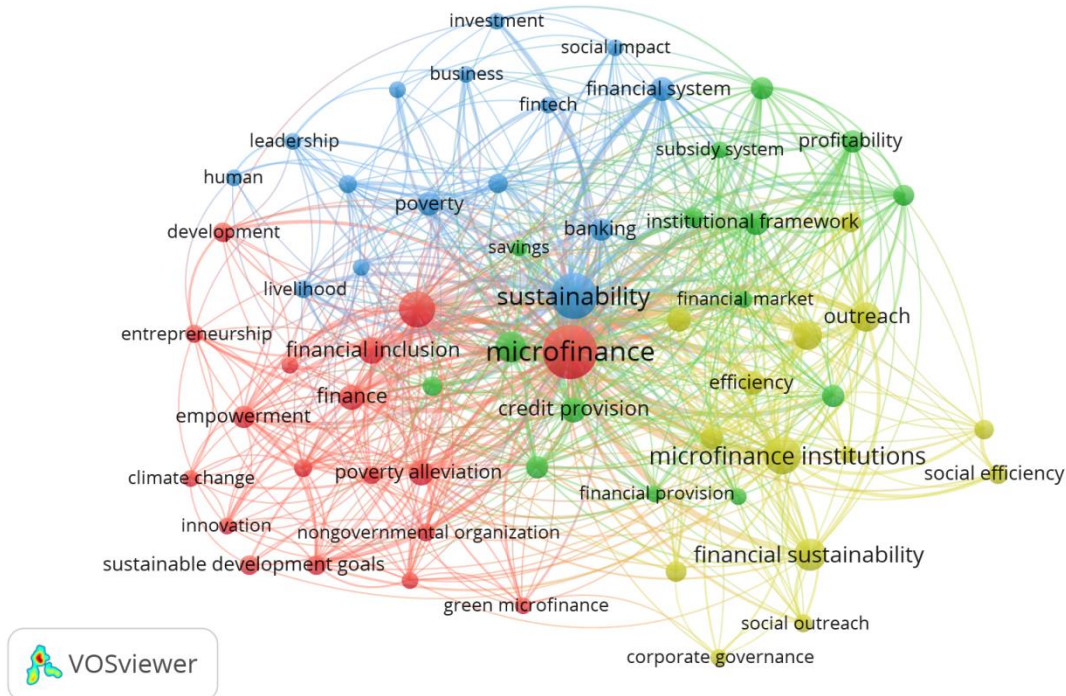 investment
social impact
business
financial system
fintech
leadership
subsidy system
profitability
human
poverty
development
banking
institutional framework
savings
livelihood
sustainability
financial market
outreach
entrepreneurship
financial inclusion
microfinance
efficiency
finance
credit provision
empowerment
microfinance institutions
poverty alleviation
social efficiency
climate change
financial provision
innovation
nongovernmental organization
financial sustainability
sustainable development goals
green microfinance
social outreach
corporate governance
VOSviewer